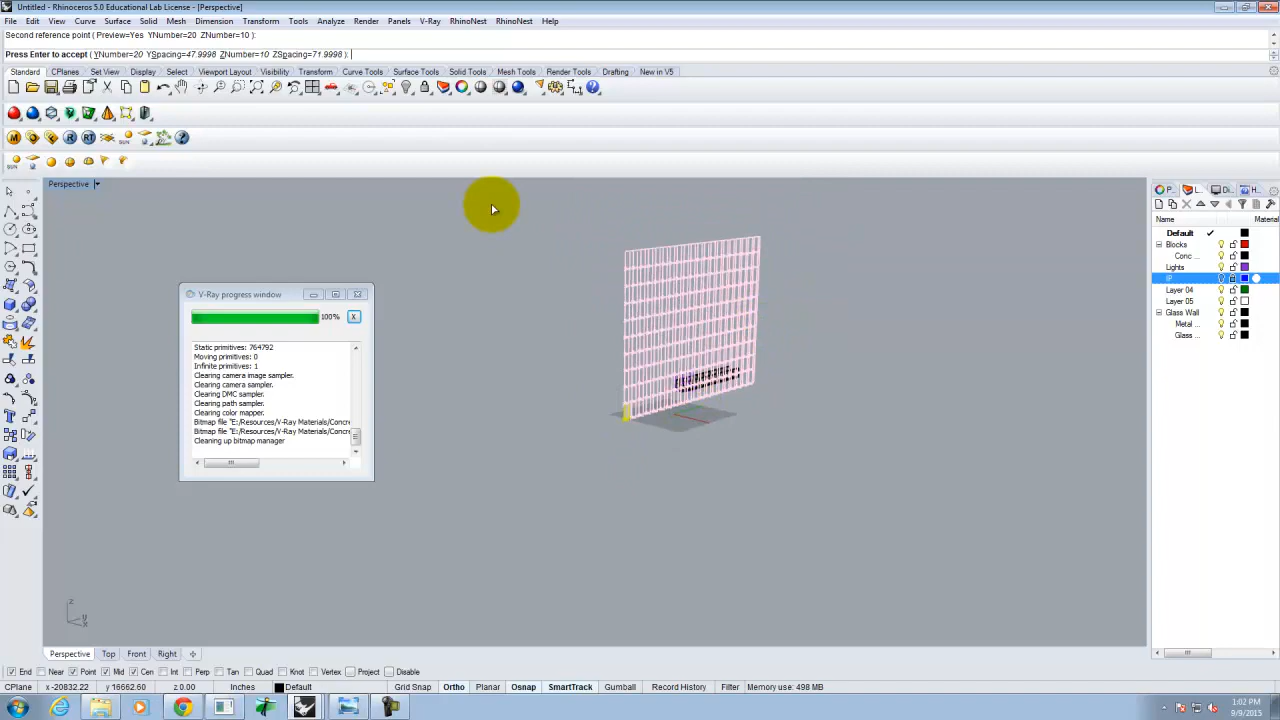 Untitled - Rhinoceros 5.0 Educational Lab License - [Perspective]
File Edit View Curve Surface Solid Mesh Dimension Transform Tools Analyze Render Panels V-Ray RhinoNest RhinoNest Help
Second reference point ( Preview=Yes YNumber=20 ZNumber=10 ):
Press Enter to accept ( YNumber=20 YSpacing=47.9998 ZNumber=10 ZSpacing=71.9998 ):
Standard CPlanes Set View Display Select Viewport Layout Visibility Transform Curve Tools Surface Tools Solid Tools Mesh Tools Render Tools Drafting New in V5
Perspective
P... L... Di... H...
Name Material
Default
Blocks
Conc ...
Lights
IP
Layer 04
Layer 05
Glass Wall
Metal ...
Glass ...
V-Ray progress window
100% X
Static primitives: 764792
Moving primitives: 0
Infinite primitives: 1
Clearing camera image sampler.
Clearing camera sampler.
Clearing DMC sampler.
Clearing path sampler.
Clearing color mapper.
Bitmap file "E:/Resources/V-Ray Materials/Concre
Bitmap file "E:/Resources/V-Ray Materials/Concre
Cleaning up bitmap manager
z
y
x
Perspective Top Front Right
End Near Point Mid Cen Int Perp Tan Quad Knot Vertex Project Disable
CPlane x -20832.22 y 16662.60 z 0.00 Inches Default Grid Snap Ortho Planar Osnap SmartTrack Gumball Record History Filter Memory use: 498 MB
1:02 PM
9/9/2015